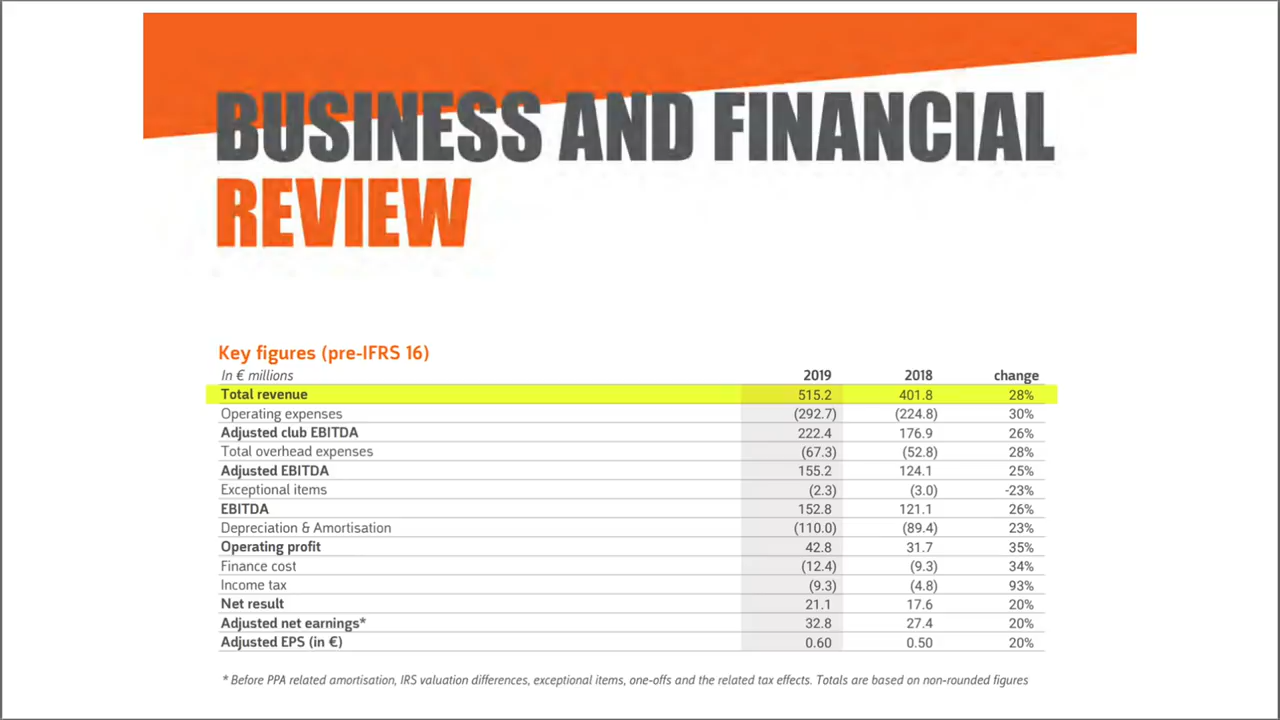 BUSINESS AND FINANCIAL
REVIEW
Key figures (pre-IFRS 16)
In € millions 2019 2018 change
Total revenue 515.2 401.8 28%
Operating expenses (292.7) (224.8) 30%
Adjusted club EBITDA 222.4 176.9 26%
Total overhead expenses (67.3) (52.8) 28%
Adjusted EBITDA 155.2 124.1 25%
Exceptional items (2.3) (3.0) -23%
EBITDA 152.8 121.1 26%
Depreciation & Amortisation (110.0) (89.4) 23%
Operating profit 42.8 31.7 35%
Finance cost (12.4) (9.3) 34%
Income tax (9.3) (4.8) 93%
Net result 21.1 17.6 20%
Adjusted net earnings* 32.8 27.4 20%
Adjusted EPS (in €) 0.60 0.50 20%
* Before PPA related amortisation, IRS valuation differences, exceptional items, one-offs and the related tax effects. Totals are based on non-rounded figures